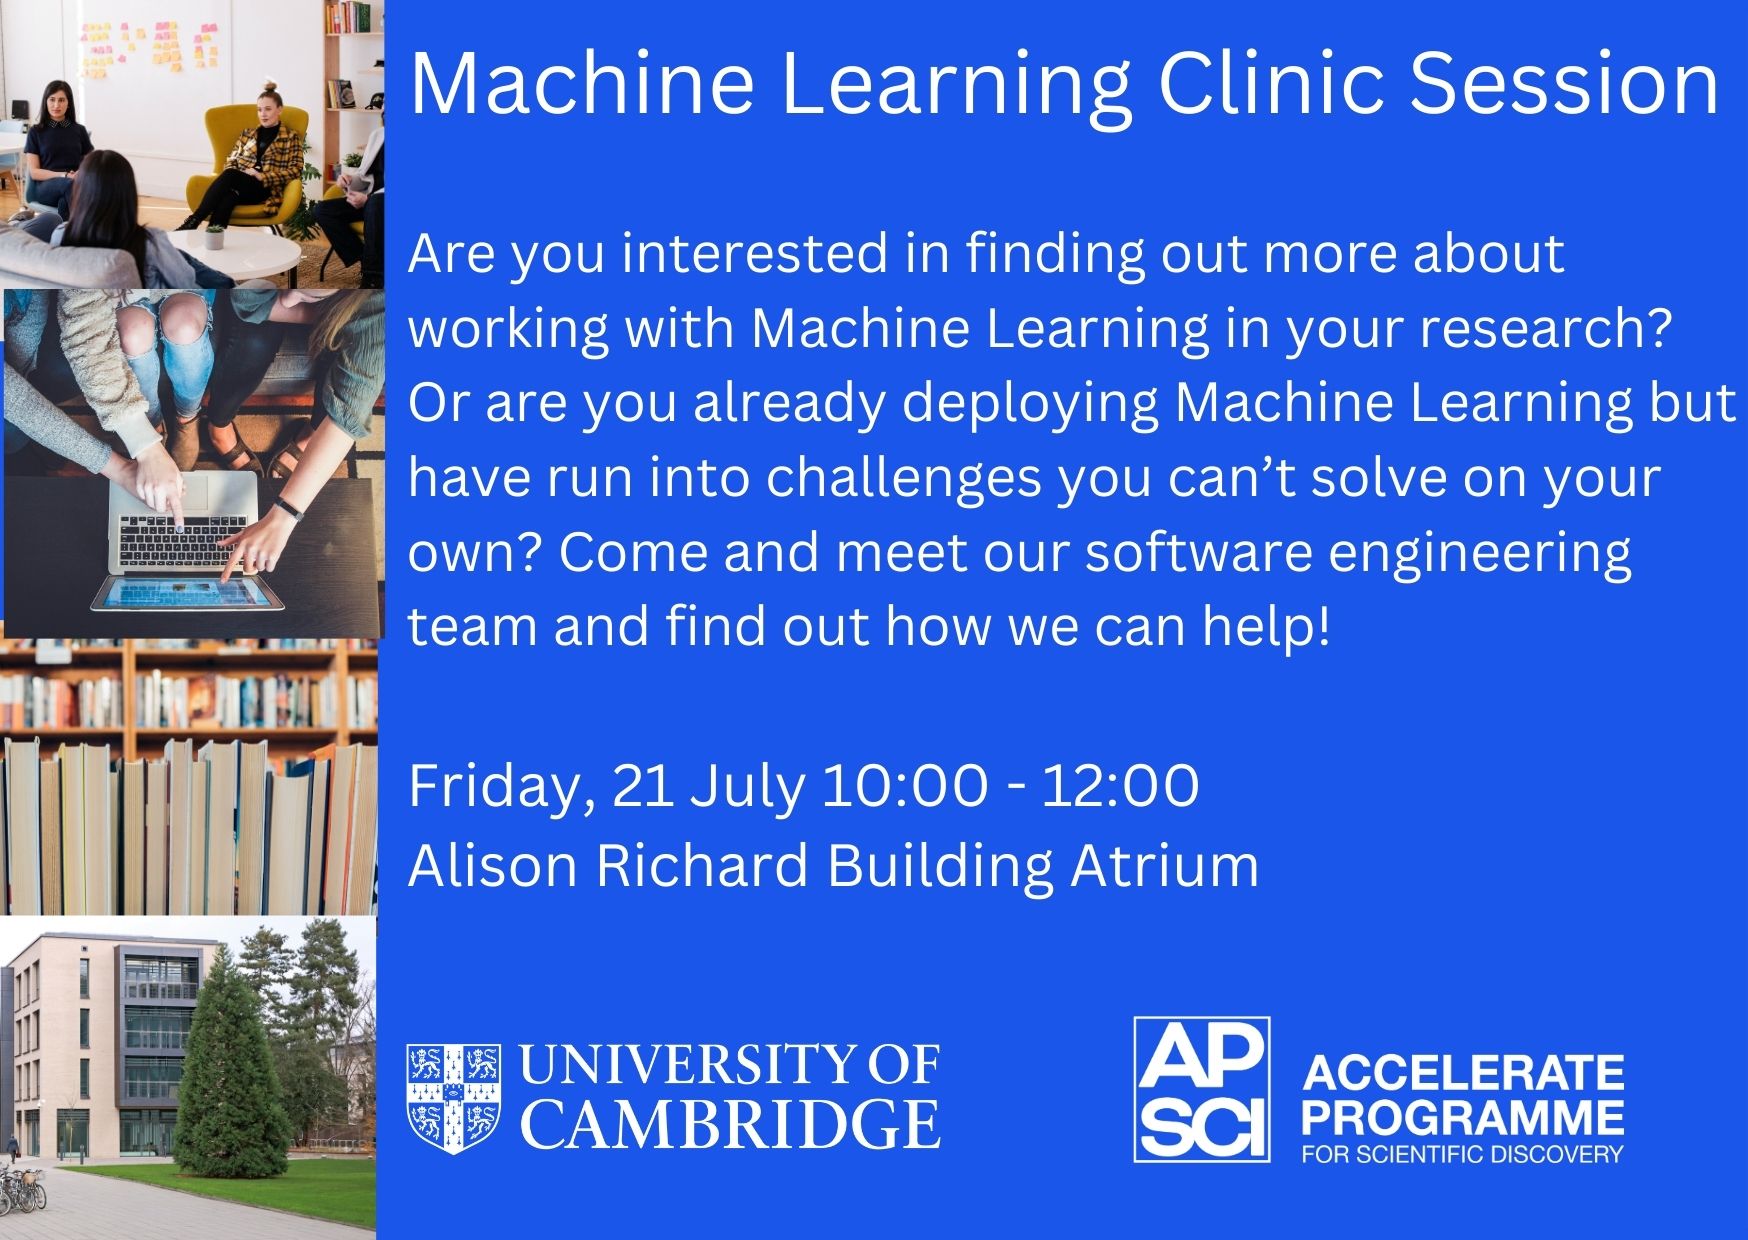 Machine Learning Clinic Session
Are you interested in finding out more about
working with Machine Learning in your research?
Or are you already deploying Machine Learning but
have run into challenges you can’t solve on your
own? Come and meet our software engineering
team and find out how we can help!
Friday, 21 July 10:00 - 12:00
Alison Richard Building Atrium
UNIVERSITY OF
CAMBRIDGE
AP
SCI
ACCELERATE
PROGRAMME
FOR SCIENTIFIC DISCOVERY